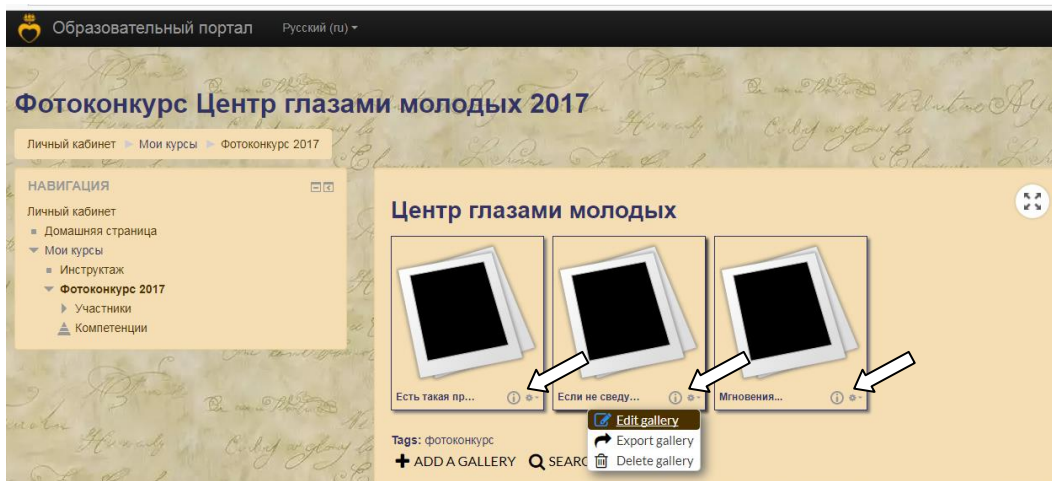 Образовательный портал Русский (ru)
Фотоконкурс Центр глазами молодых 2017
Личный кабинет Мои курсы Фотоконкурс 2017
НАВИГАЦИЯ
Личный кабинет
Домашняя страница
Мои курсы
Инструктаж
Фотоконкурс 2017
Участники
Компетенции
Центр глазами молодых
Есть такая пр... Если не сведу... Мгновения...
Edit gallery
Export gallery
Delete gallery
Tags: фотоконкурс
ADD A GALLERY SEARC